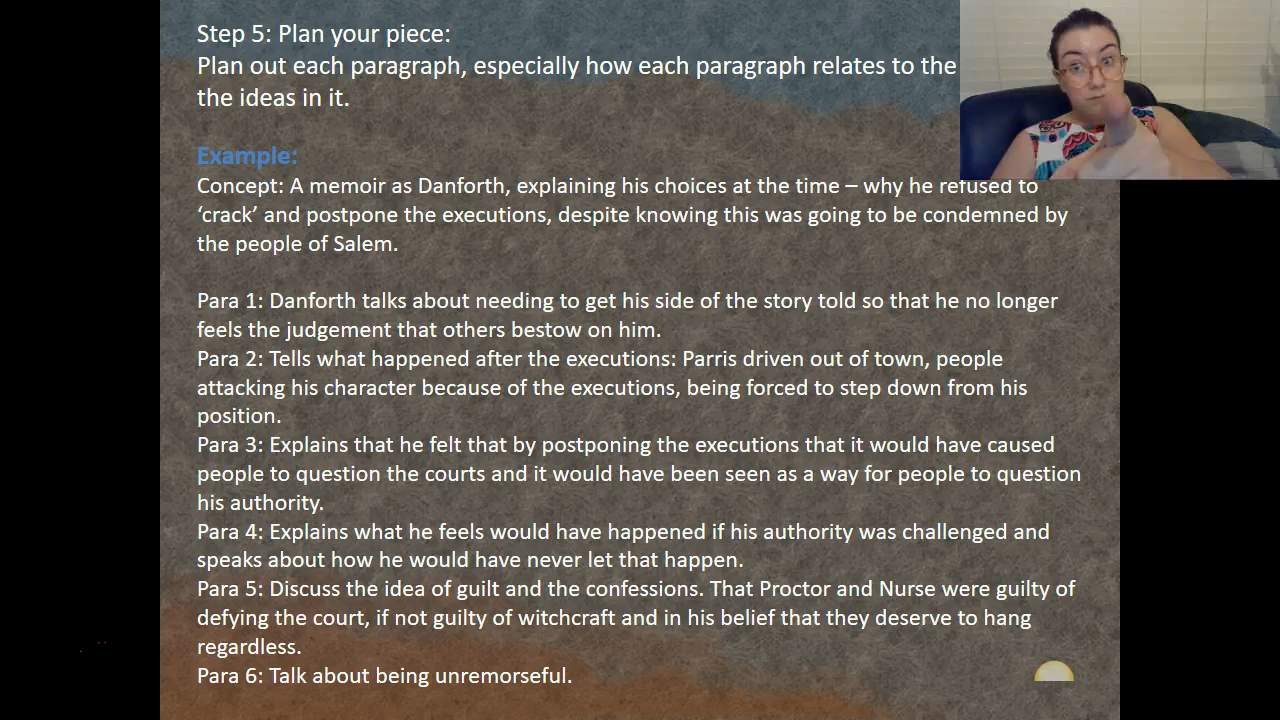 Step 5: Plan your piece:
Plan out each paragraph, especially how each paragraph relates to the
the ideas in it.
Example:
Concept: A memoir as Danforth, explaining his choices at the time – why he refused to
‘crack’ and postpone the executions, despite knowing this was going to be condemned by
the people of Salem.
Para 1: Danforth talks about needing to get his side of the story told so that he no longer
feels the judgement that others bestow on him.
Para 2: Tells what happened after the executions: Parris driven out of town, people
attacking his character because of the executions, being forced to step down from his
position.
Para 3: Explains that he felt that by postponing the executions that it would have caused
people to question the courts and it would have been seen as a way for people to question
his authority.
Para 4: Explains what he feels would have happened if his authority was challenged and
speaks about how he would have never let that happen.
Para 5: Discuss the idea of guilt and the confessions. That Proctor and Nurse were guilty of
defying the court, if not guilty of witchcraft and in his belief that they deserve to hang
regardless.
Para 6: Talk about being unremorseful.